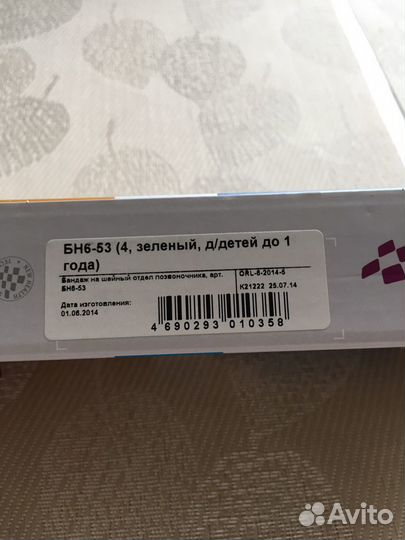 БН6-53 (4, зеленый, д/детей до 1
года)
Бандаж на шейный отдел позвоночника, арт.
БН6-53
ORL-5-2014-5
K21222 25.07.14
Дата изготовления:
01.06.2014
4 690293 010358
Avito